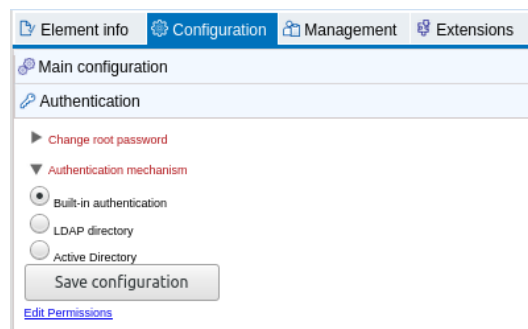 Element info Configuration Management Extensions
Main configuration
Authentication
Change root password
Authentication mechanism
Built-in authentication
LDAP directory
Active Directory
Save configuration
Edit Permissions